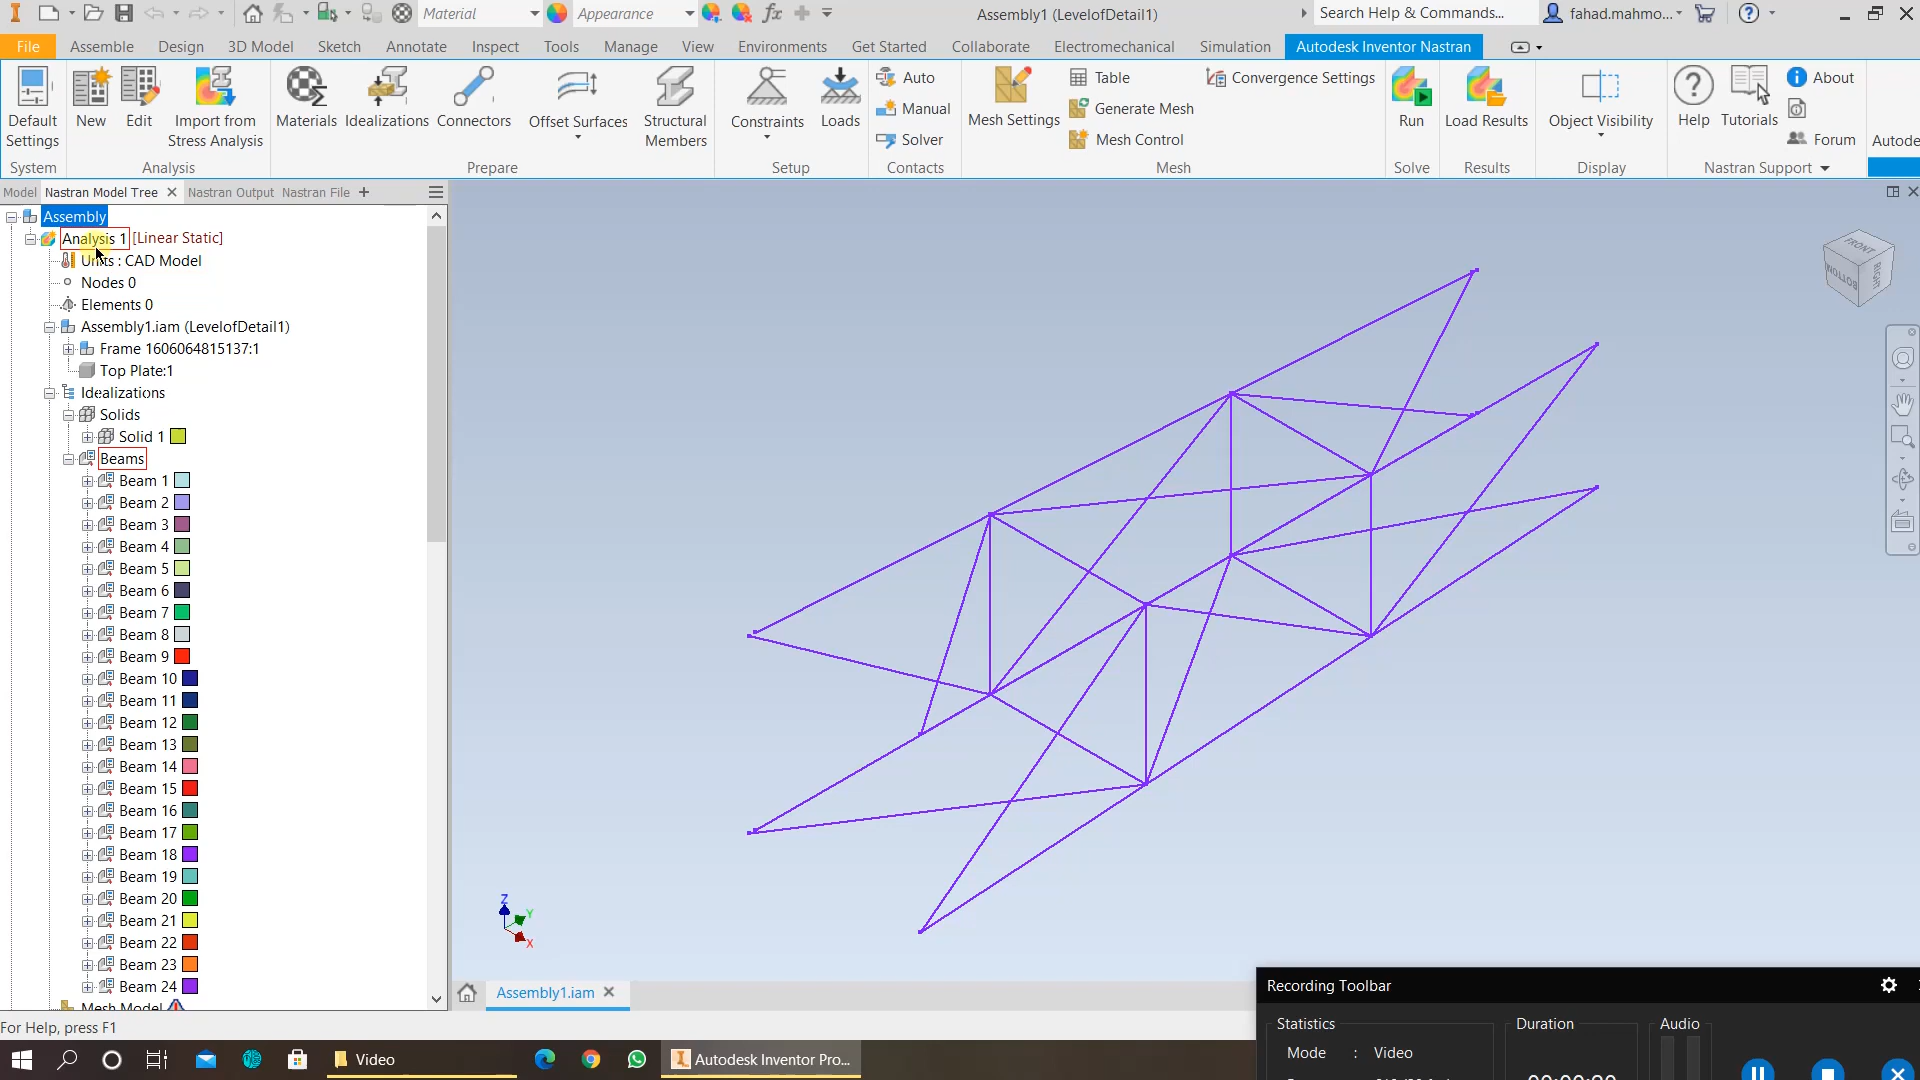 Material
Appearance
Assembly1 (LevelofDetail1)
Search Help & Commands...
fahad.mahmo...
File
Assemble
Design
3D Model
Sketch
Annotate
Inspect
Tools
Manage
View
Environments
Get Started
Collaborate
Electromechanical
Simulation
Autodesk Inventor Nastran
Default Settings
New
Edit
Import from Stress Analysis
Materials
Idealizations
Connectors
Offset Surfaces
Structural Members
Constraints
Loads
Auto
Manual
Solver
Mesh Settings
Table
Generate Mesh
Mesh Control
Convergence Settings
Run
Load Results
Object Visibility
Help
Tutorials
About
Forum
Autode
System
Analysis
Prepare
Setup
Contacts
Mesh
Solve
Results
Display
Nastran Support
Model
Nastran Model Tree
Nastran Output
Nastran File
Assembly
Analysis 1 [Linear Static]
Units : CAD Model
Nodes 0
Elements 0
Assembly1.iam (LevelofDetail1)
Frame 1606064815137:1
Top Plate:1
Idealizations
Solids
Solid 1
Beams
Beam 1
Beam 2
Beam 3
Beam 4
Beam 5
Beam 6
Beam 7
Beam 8
Beam 9
Beam 10
Beam 11
Beam 12
Beam 13
Beam 14
Beam 15
Beam 16
Beam 17
Beam 18
Beam 19
Beam 20
Beam 21
Beam 22
Beam 23
Beam 24
Mesh Model
FRONT
BOTTOM
RIGHT
Z
Y
X
Assembly1.iam
For Help, press F1
Recording Toolbar
Statistics
Duration
Audio
Mode : Video
Video
Autodesk Inventor Pro...